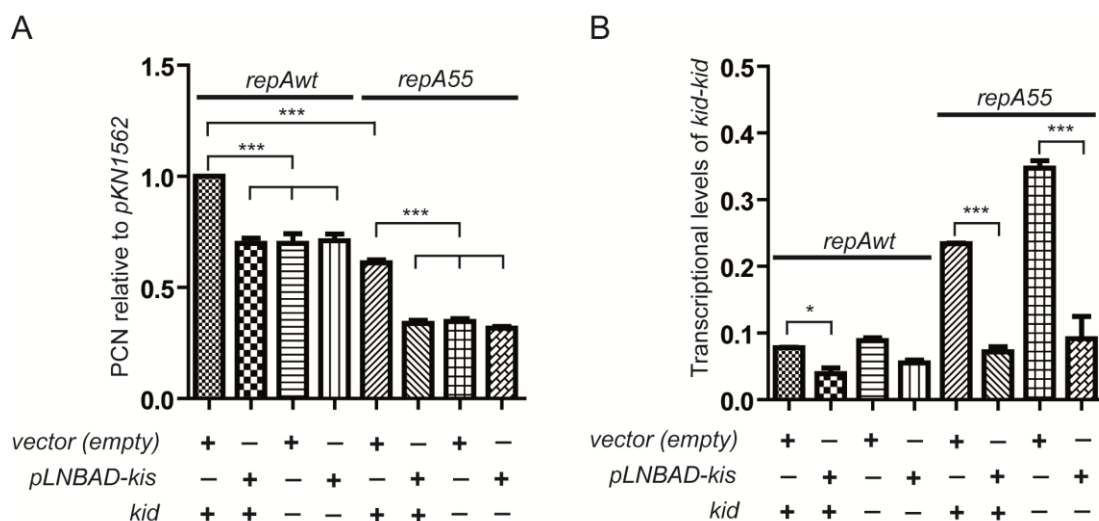 A
PCN relative to pKN1562
1.5
1.0
0.5
0.0
repAwt
repA55
***
***
***
vector (empty) + – + – + – + –
pLNBAD-kis – + – + – + – +
kid + + – – + + – –
B
Transcriptional levels of kid-kid
0.5
0.4
0.3
0.2
0.1
0.0
repA55
***
***
repAwt
*
vector (empty) + – + – + – + –
pLNBAD-kis – + – + – + – +
kid + + – – + + – –